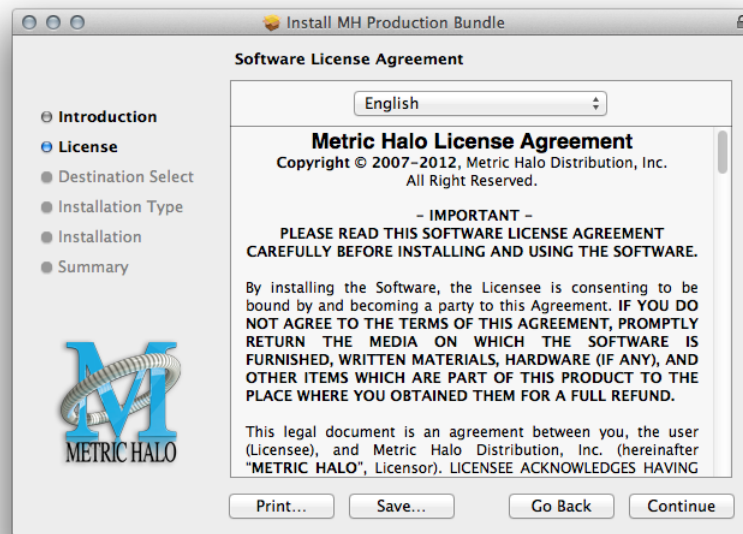 Install MH Production Bundle
Software License Agreement
Introduction
License
Destination Select
Installation Type
Installation
Summary
METRIC HALO
English
Metric Halo License Agreement
Copyright © 2007–2012, Metric Halo Distribution, Inc.
All Right Reserved.
– IMPORTANT –
PLEASE READ THIS SOFTWARE LICENSE AGREEMENT
CAREFULLY BEFORE INSTALLING AND USING THE SOFTWARE.
By installing the Software, the Licensee is consenting to be
bound by and becoming a party to this Agreement. IF YOU DO
NOT AGREE TO THE TERMS OF THIS AGREEMENT, PROMPTLY
RETURN THE MEDIA ON WHICH THE SOFTWARE IS
FURNISHED, WRITTEN MATERIALS, HARDWARE (IF ANY), AND
OTHER ITEMS WHICH ARE PART OF THIS PRODUCT TO THE
PLACE WHERE YOU OBTAINED THEM FOR A FULL REFUND.
This legal document is an agreement between you, the user
(Licensee), and Metric Halo Distribution, Inc. (hereinafter
“METRIC HALO”, Licensor). LICENSEE ACKNOWLEDGES HAVING
Print...
Save...
Go Back
Continue